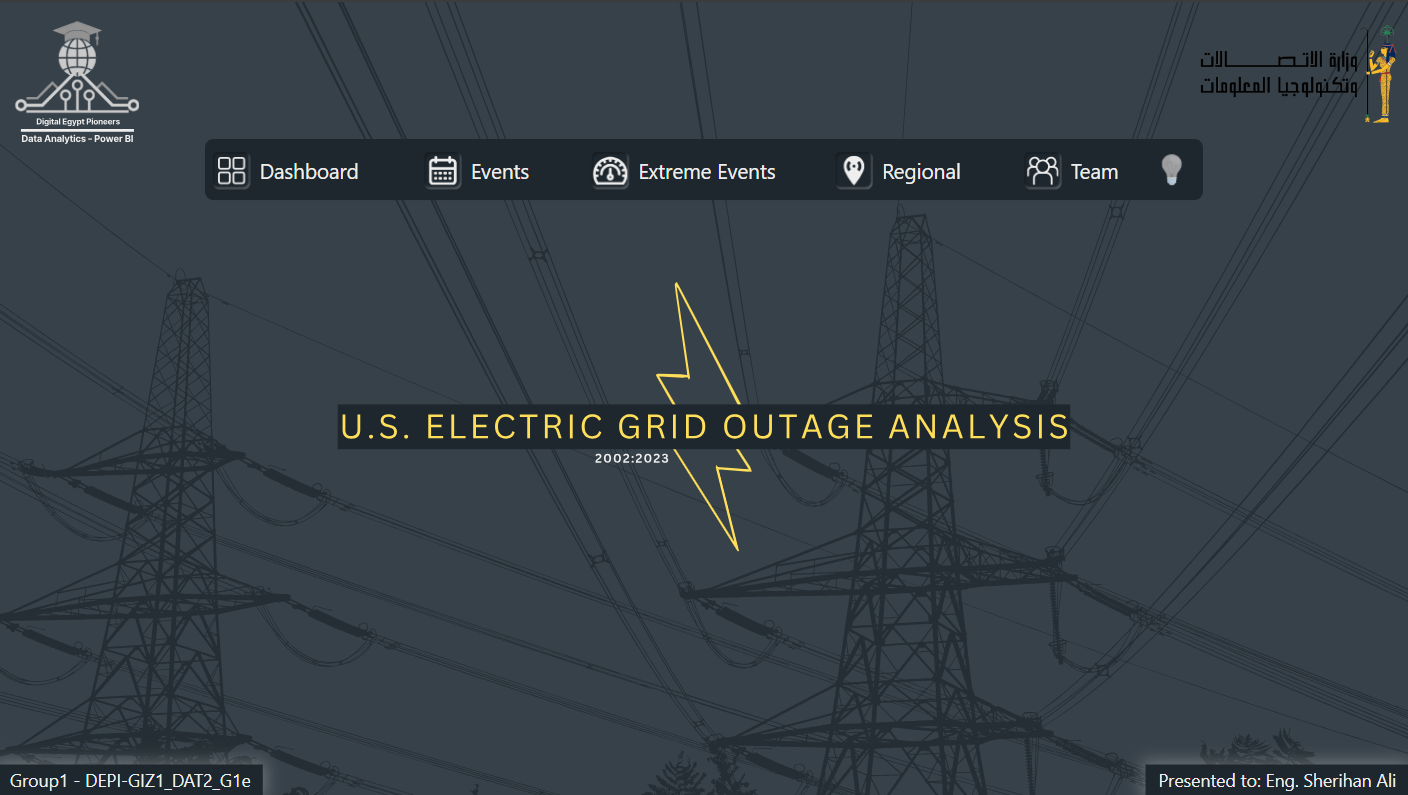 Digital Egypt Pioneers
Data Analytics - Power BI
وزارة الاتصـــــــالات
وتكنولوجيا المعلومات
Dashboard
Events
Extreme Events
Regional
Team
U.S. ELECTRIC GRID OUTAGE ANALYSIS
2002:2023
Group1 - DEPI-GIZ1_DAT2_G1e
Presented to: Eng. Sherihan Ali